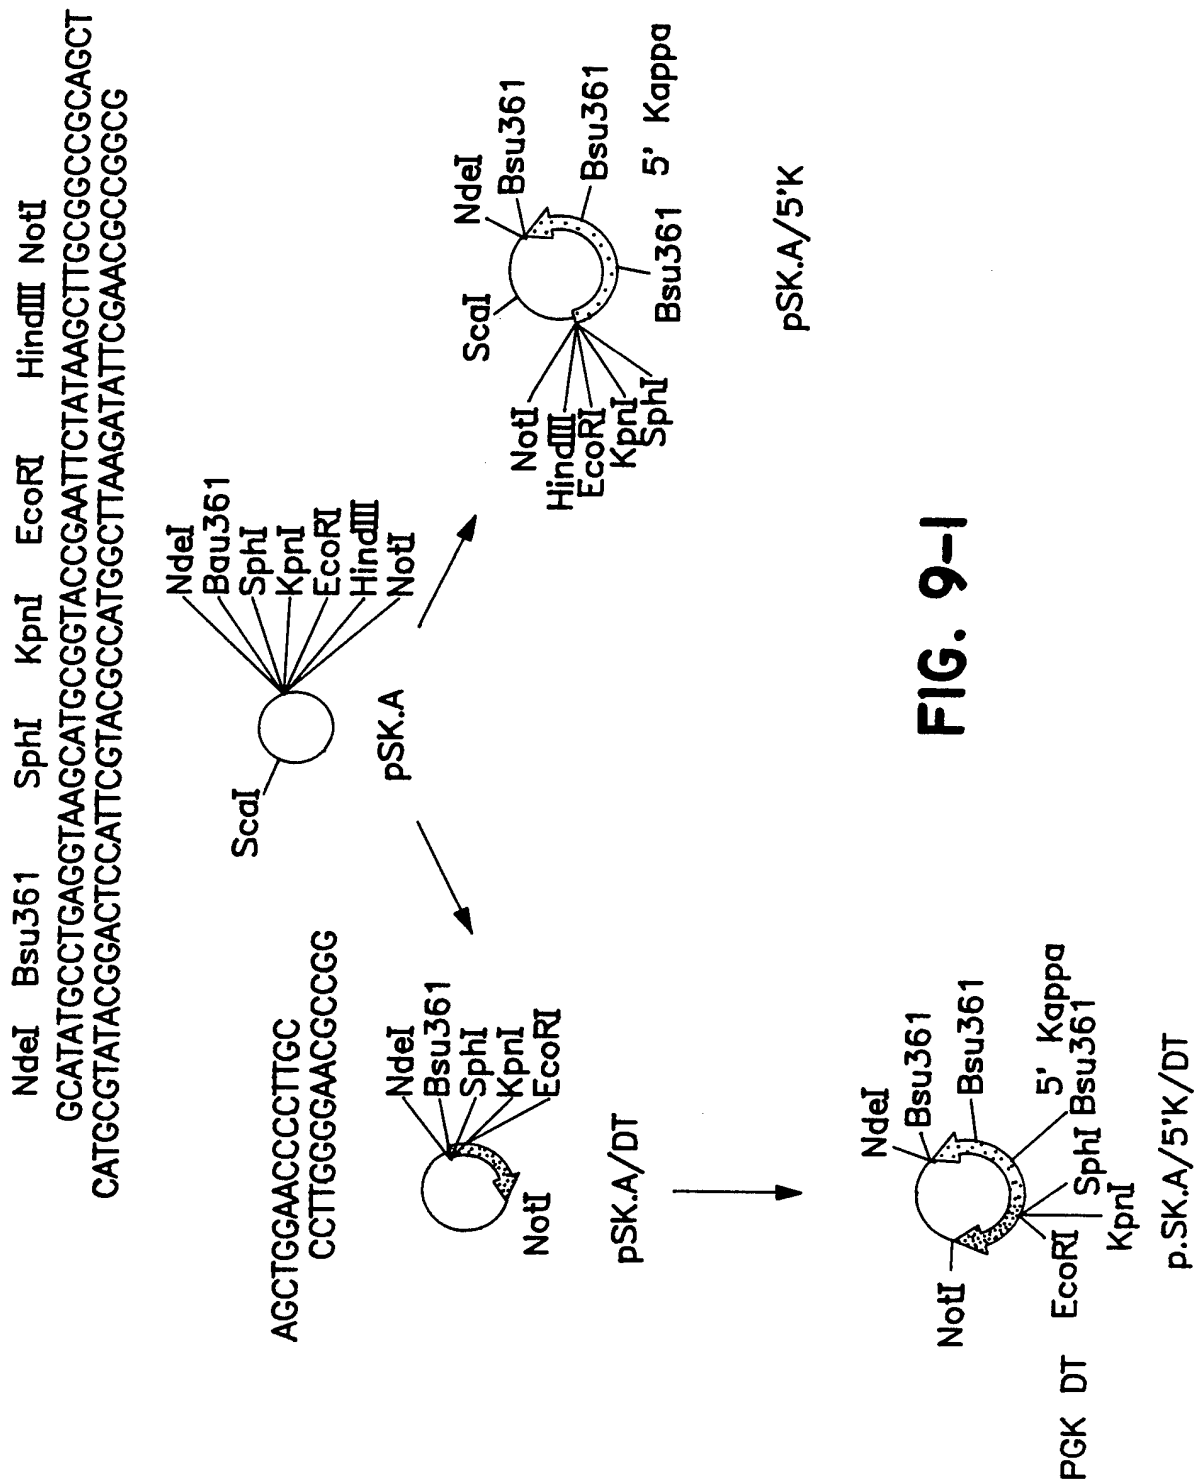 NdeI Bsu361 SphI KpnI EcoRI HindIII NotI
GCATATGCCTGAGGTAAGCATGCGGTACCGAATTCTATAAGCTTGCGGCCGCAGCT
CATGCGTATACGGACTCCATTCGTACGCCATGGCTTAAGATATTCGAACGCCGGCG
ScaI
NdeI
Bau361
SphI
KpnI
EcoRI
HindIII
NotI
pSK.A
AGCTGGAACCCCTTGC
CCTTGGGGAACGCCGG
NdeI
Bsu361
SphI
KpnI
EcoRI
NotI
pSK.A/DT
ScaI
NdeI
Bsu361
Bsu361
5' Kappa
Bsu361
NotI
HindIII
EcoRI
KpnI
SphI
pSK.A/5'K
NdeI
Bsu361
Bsu361
5' Kappa
Bsu361
SphI
KpnI
EcoRI
NotI
PGK DT
p.SK.A/5'K/DT
FIG. 9-1